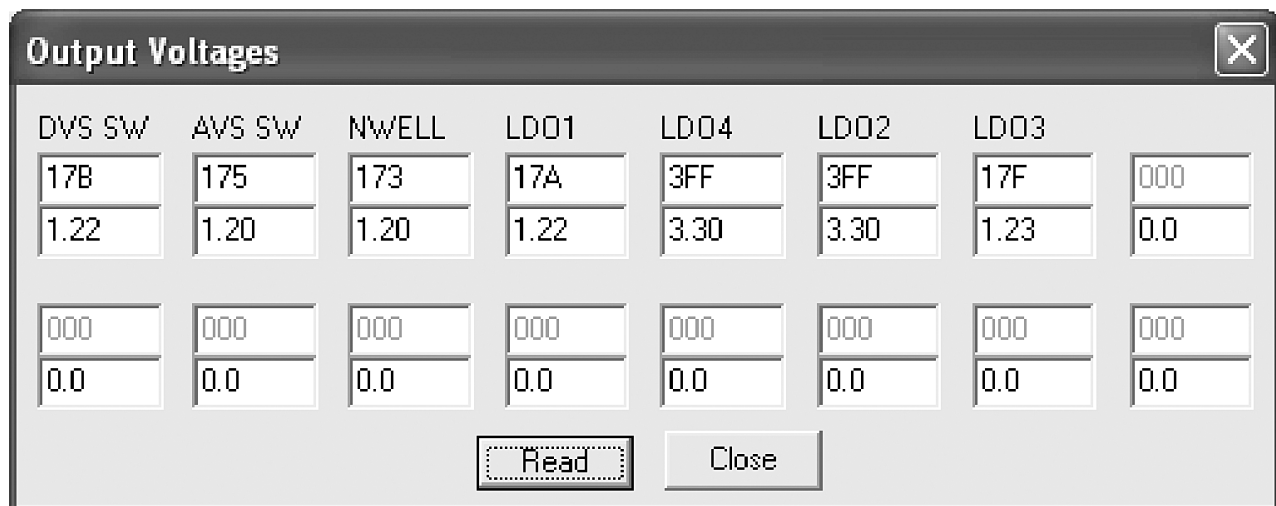 Output Voltages
DVS SW AVS SW NWELL LDO1 LDO4 LDO2 LDO3
17B 175 173 17A 3FF 3FF 17F 000
1.22 1.20 1.20 1.22 3.30 3.30 1.23 0.0
000 000 000 000 000 000 000 000
0.0 0.0 0.0 0.0 0.0 0.0 0.0 0.0
Read Close